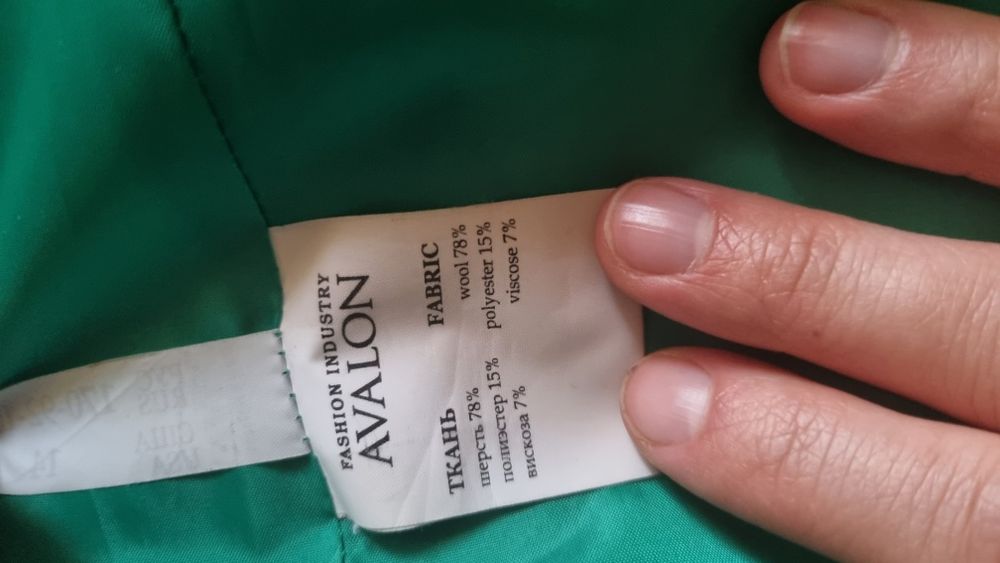 FASHION INDUSTRY
AVALON
ТКАНЬ
шерсть 78%
полиэстер 15%
вискоза 7%
FABRIC
wool 78%
polyester 15%
viscose 7%